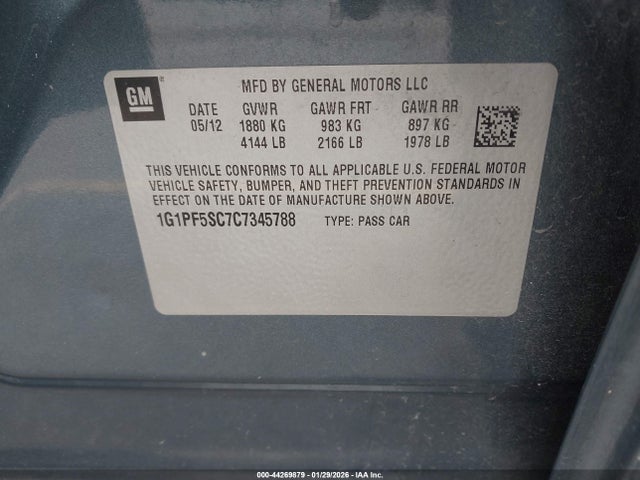 GM ®
MFD BY GENERAL MOTORS LLC
DATE GVWR GAWR FRT GAWR RR
05/12 1880 KG 983 KG 897 KG
4144 LB 2166 LB 1978 LB
THIS VEHICLE CONFORMS TO ALL APPLICABLE U.S. FEDERAL MOTOR
VEHICLE SAFETY, BUMPER, AND THEFT PREVENTION STANDARDS IN
EFFECT ON THE DATE OF MANUFACTURE SHOWN ABOVE.
1G1PF5SC7C7345788 TYPE: PASS CAR
000-44269879 - 01/29/2026 - IAA Inc.